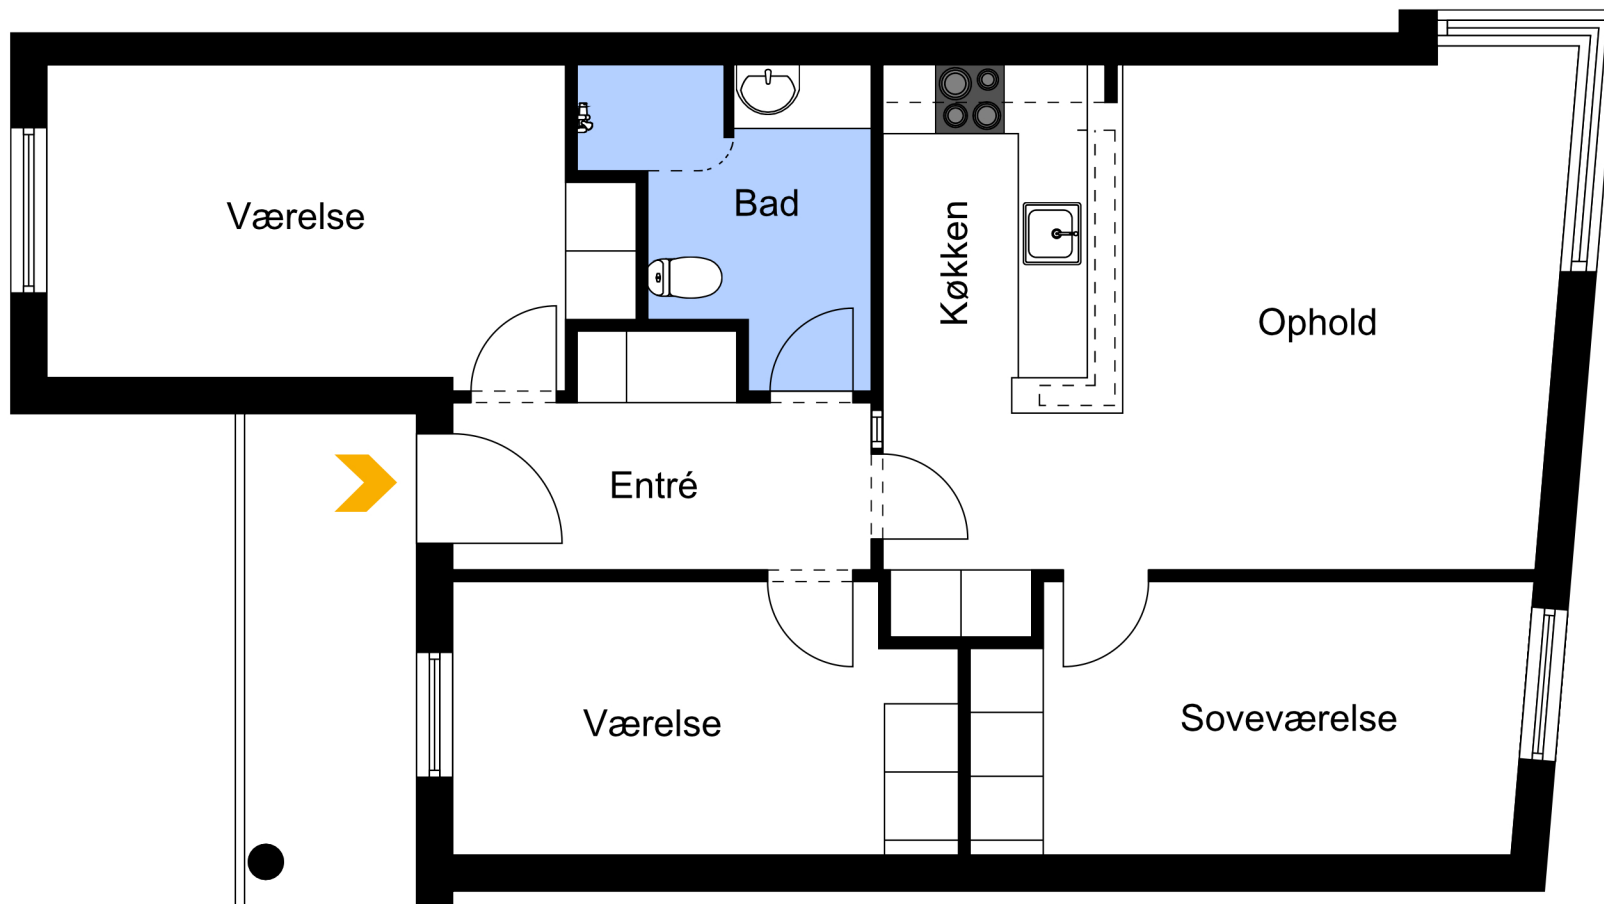 Værelse
Bad
Køkken
Ophold
Entré
Værelse
Soveværelse